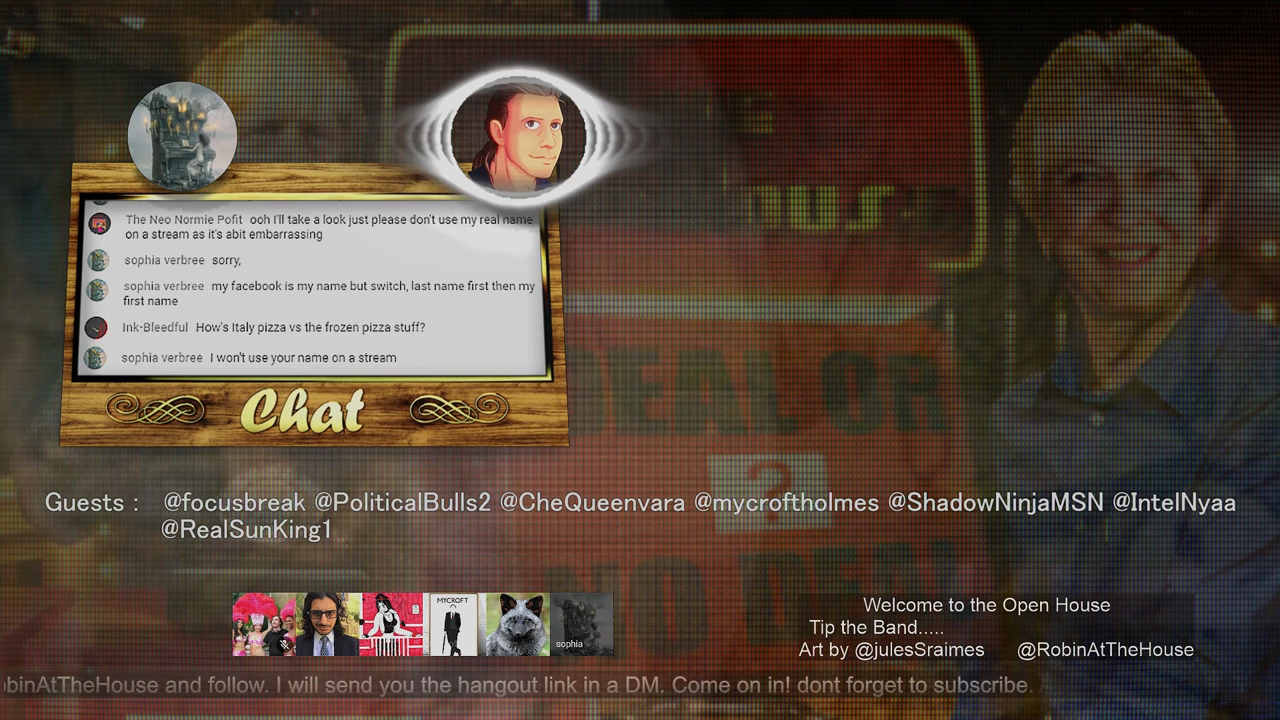 The Neo Normie Pofit ooh I'll take a look just please don't use my real name
on a stream as it's abit embarrassing
sophia verbree sorry,
sophia verbree my facebook is my name but switch, last name first then my
first name
Ink-Bleedful How's Italy pizza vs the frozen pizza stuff?
sophia verbree I won't use your name on a stream
Chat
DEAL OR
?
NO DEAL
Guests : @focusbreak @PoliticalBulls2 @CheQueenvara @mycroftholmes @ShadowNinjaMSN @IntelNyaa
@RealSunKing1
MYCROFT
sophia
Welcome to the Open House
Tip the Band.....
Art by @julesSraimes @RobinAtTheHouse
obinAtTheHouse and follow. I will send you the hangout link in a DM. Come on in! dont forget to subscribe.